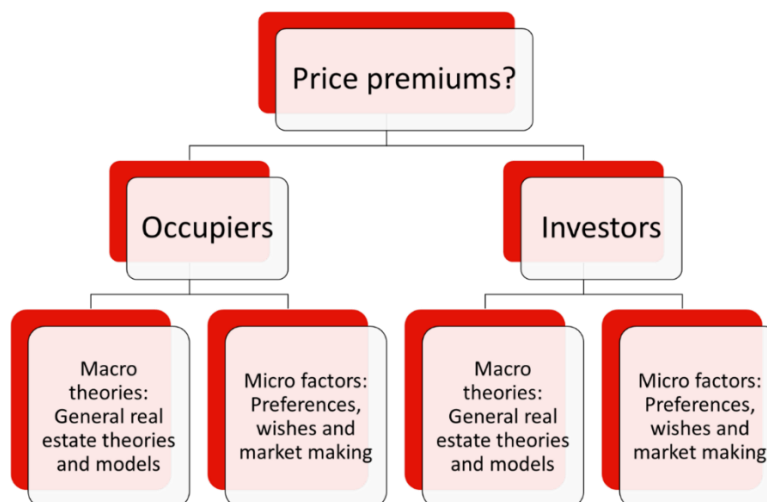 Price premiums?
Occupiers
Investors
Macro
theories:
General real
estate theories
and models
Micro factors:
Preferences,
wishes and
market making
Macro
theories:
General real
estate theories
and models
Micro factors:
Preferences,
wishes and
market making